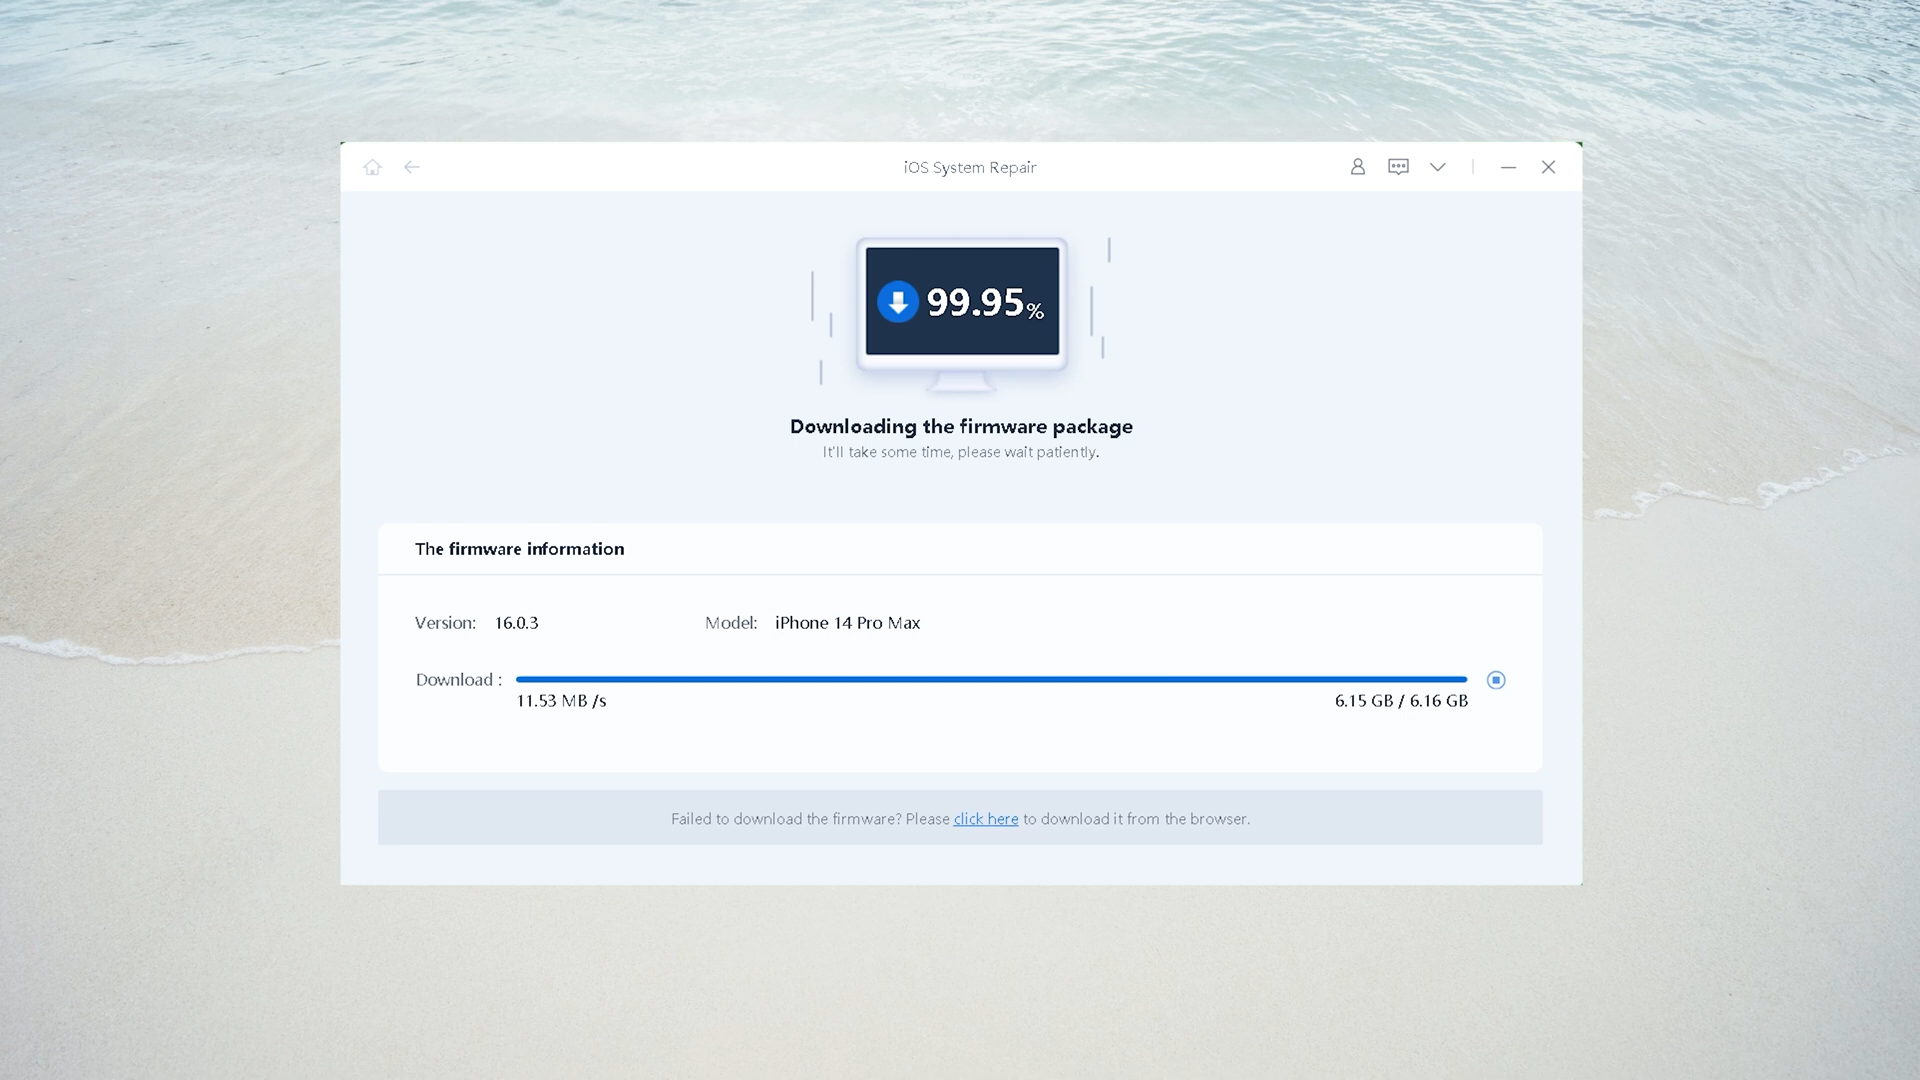 iOS System Repair
99.95%
Downloading the firmware package
It'll take some time, please wait patiently.
The firmware information
Version: 16.0.3 Model: iPhone 14 Pro Max
Download :
11.53 MB /s 6.15 GB / 6.16 GB
Failed to download the firmware? Please click here to download it from the browser.